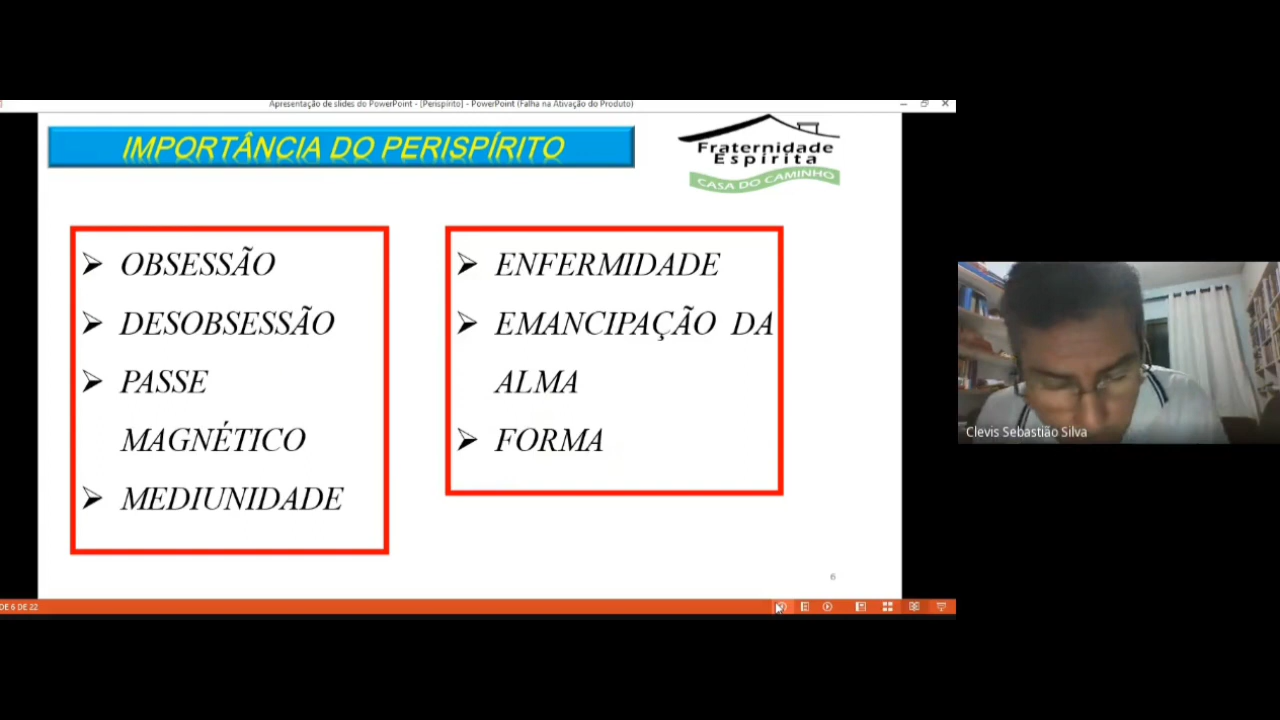 Apresentação de slides do PowerPoint - [Perispírito] - PowerPoint (Falha na Ativação do Produto)
IMPORTÂNCIA DO PERISPÍRITO
Fraternidade
Espírita
CASA DO CAMINHO
➢ OBSESSÃO
➢ DESOBSESSÃO
➢ PASSE
MAGNÉTICO
➢ MEDIUNIDADE
➢ ENFERMIDADE
➢ EMANCIPAÇÃO DA
ALMA
➢ FORMA
6
DE 6 DE 22
Clevis Sebastião Silva